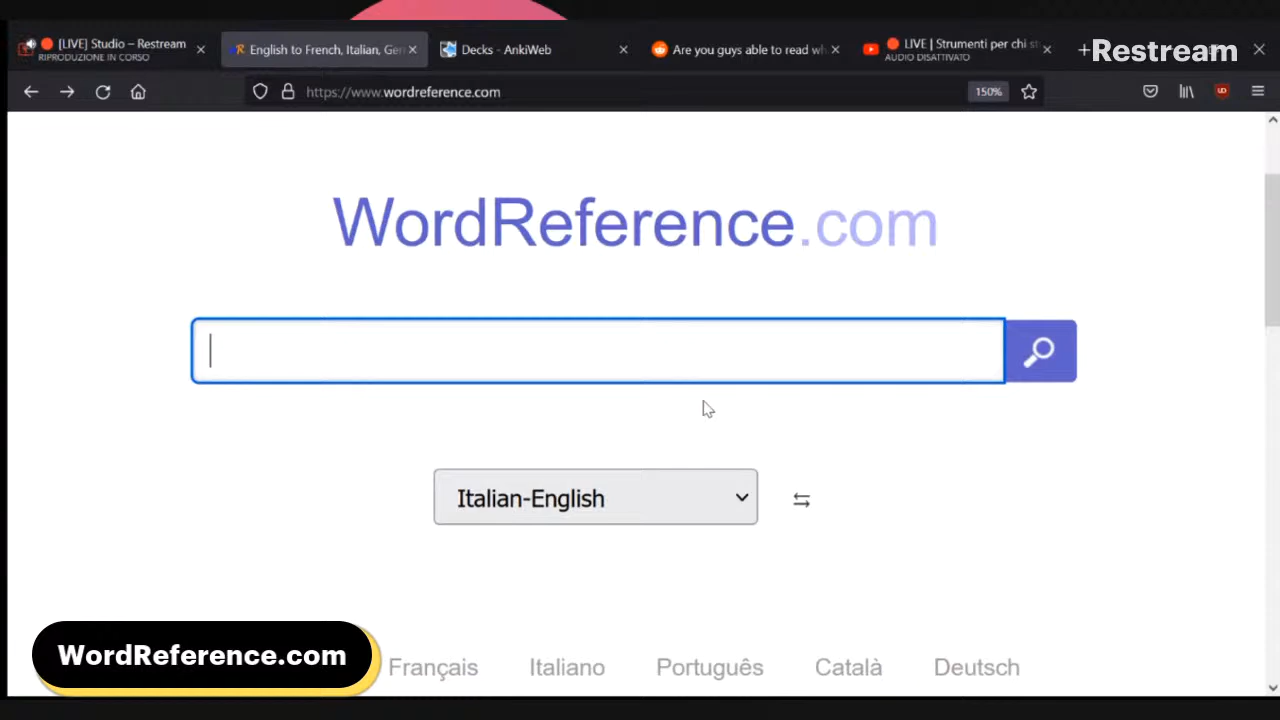 [LIVE] Studio – Restream
RIPRODUZIONE IN CORSO
English to French, Italian, Ger
Decks - AnkiWeb
Are you guys able to read wh
LIVE | Strumenti per chi st
AUDIO DISATTIVATO
Restream
https://www.wordreference.com
150%
WordReference.com
Italian-English
WordReference.com
Français
Italiano
Português
Català
Deutsch